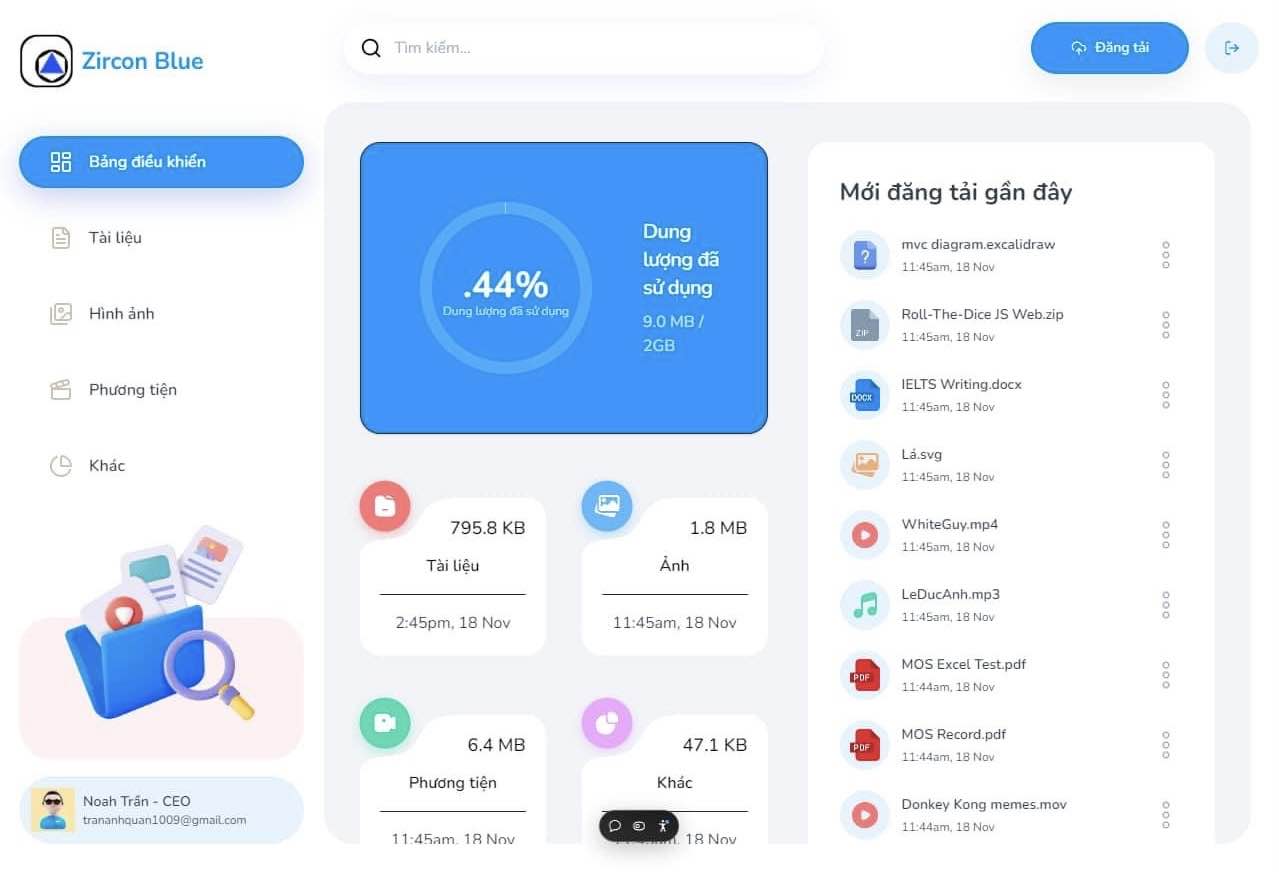 Zircon Blue
Tìm kiếm...
Đăng tải
Bảng điều khiển
Tài liệu
Hình ảnh
Phương tiện
Khác
Noah Trần - CEO
trananhquan1009@gmail.com
.44%
Dung lượng đã sử dụng
Dung
lượng đã
sử dụng
9.0 MB /
2GB
795.8 KB
Tài liệu
2:45pm, 18 Nov
1.8 MB
Ảnh
11:45am, 18 Nov
6.4 MB
Phương tiện
11:45am, 18 Nov
47.1 KB
Khác
11:45am, 18 Nov
Mới đăng tải gần đây
?
mvc diagram.excalidraw
11:45am, 18 Nov
ZIP
Roll-The-Dice JS Web.zip
11:45am, 18 Nov
DOCX
IELTS Writing.docx
11:45am, 18 Nov
Lá.svg
11:45am, 18 Nov
WhiteGuy.mp4
11:45am, 18 Nov
LeDucAnh.mp3
11:45am, 18 Nov
PDF
MOS Excel Test.pdf
11:44am, 18 Nov
PDF
MOS Record.pdf
11:44am, 18 Nov
Donkey Kong memes.mov
11:44am, 18 Nov